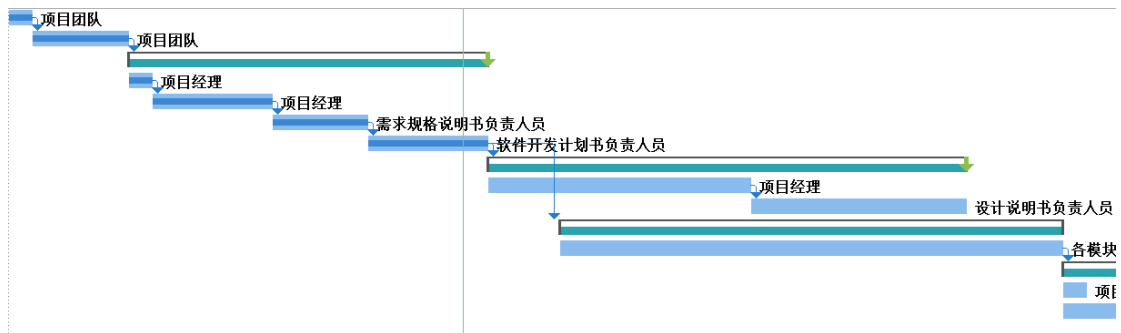 项目团队
项目团队
项目经理
项目经理
需求规格说明书负责人员
软件开发计划书负责人员
项目经理
设计说明书负责人员
各模块
项